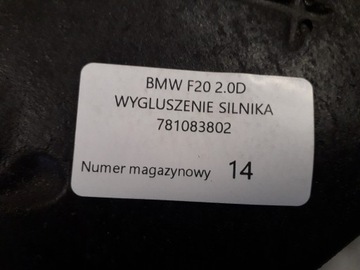 BMW F20 2.0D
WYGLUSZENIE SILNIKA
781083802
Numer magazynowy 14